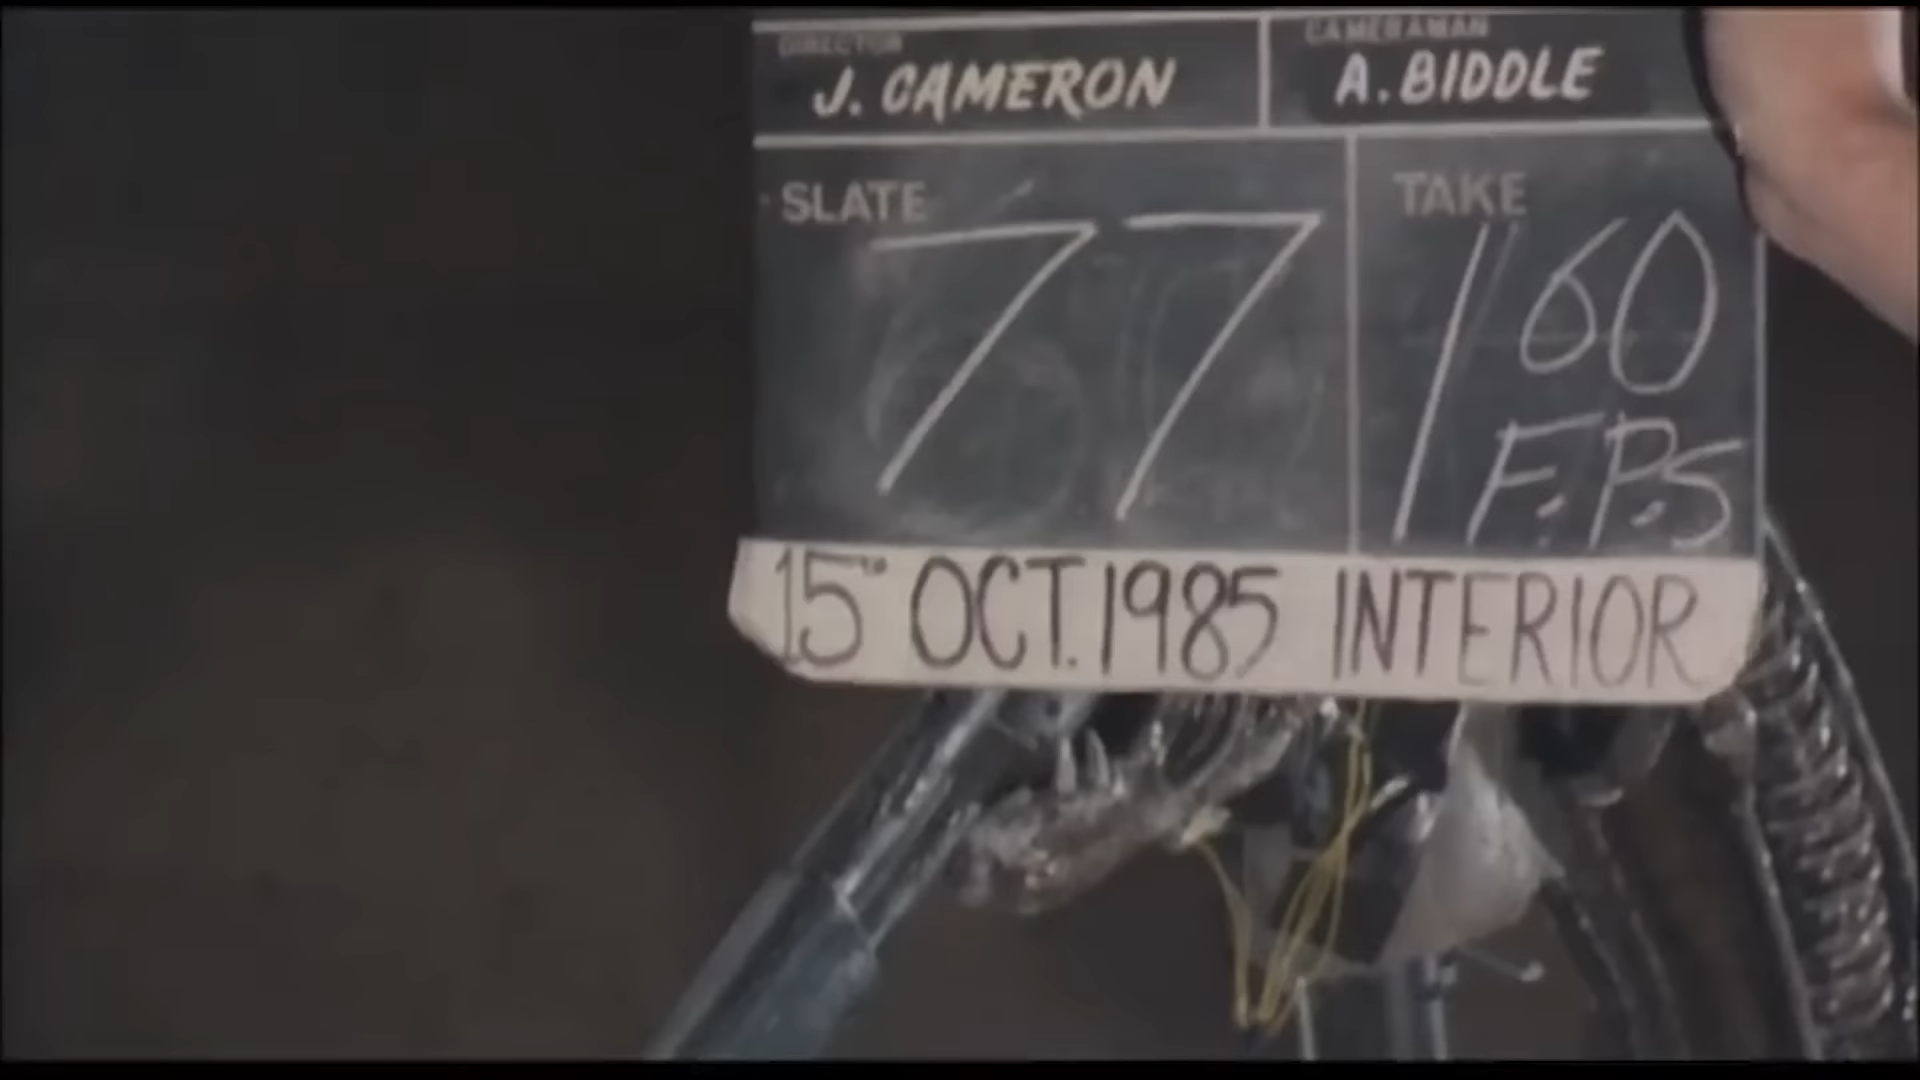 DIRECTOR
J. CAMERON
CAMERAMAN
A. BIDDLE
SLATE
77
TAKE
1 60
F.P.S
15TH OCT. 1985 INTERIOR